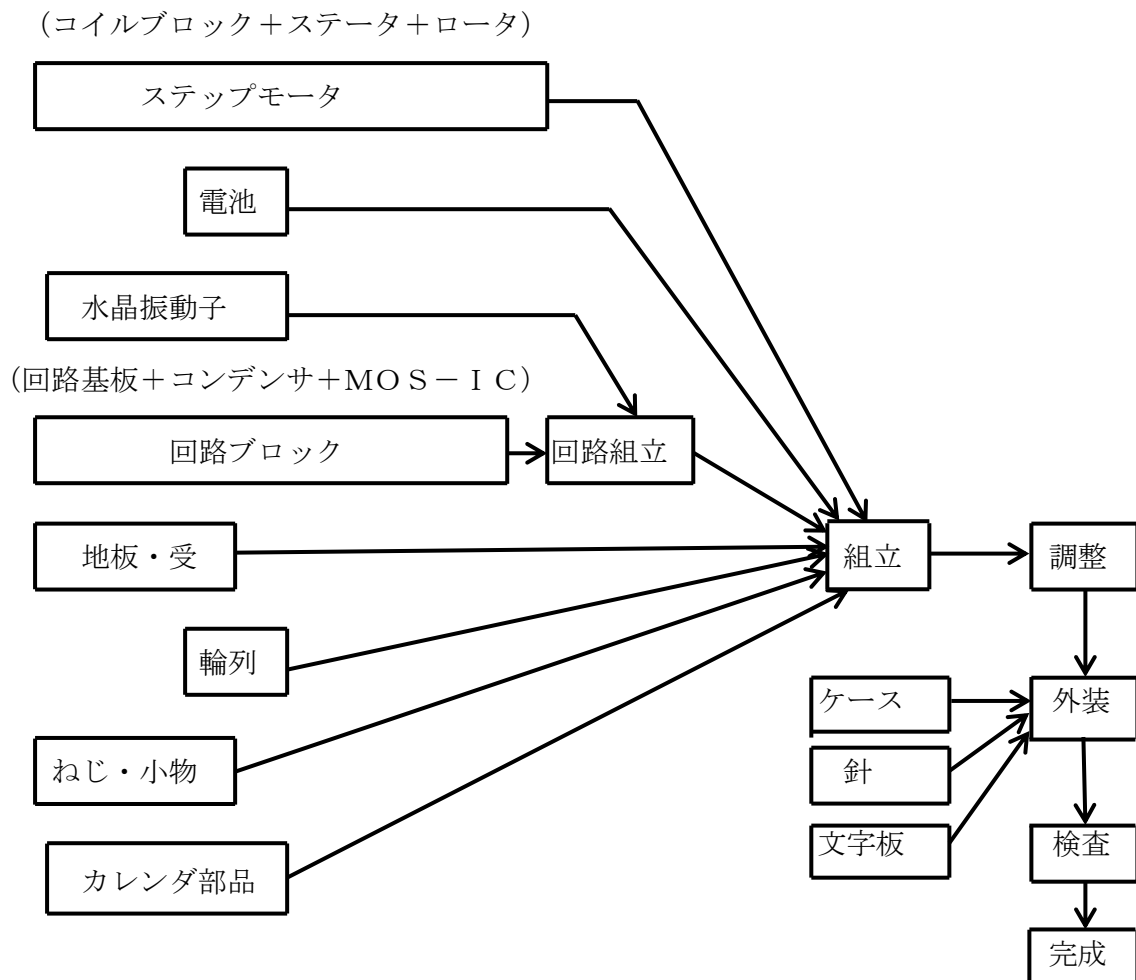 （コイルブロック＋ステータ＋ロータ）
ステップモータ
電池
水晶振動子
（回路基板＋コンデンサ＋ＭＯＳ－ＩＣ）
回路ブロック
回路組立
地板・受
組立
調整
輪列
ケース
外装
ねじ・小物
針
文字板
検査
カレンダ部品
完成